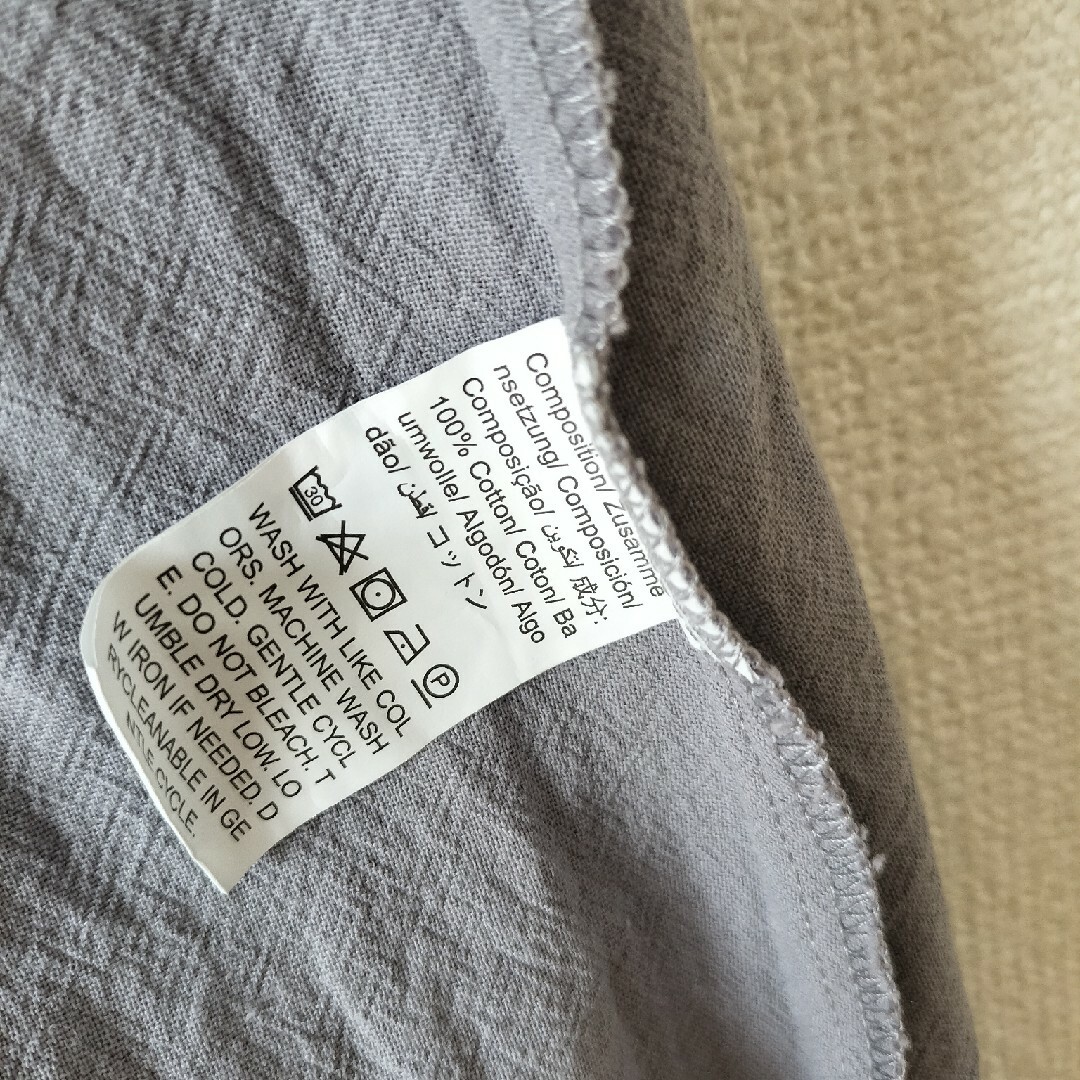 Composition/ Zusamme
nsetzung/ Composición/
Composição/ تكوين/ 成分:
100% Cotton/ Coton/ Ba
umwolle/ Algodón/ Algo
dão/ قطن/ コットン
30
P
WASH WITH LIKE COL
ORS. MACHINE WASH
COLD. GENTLE CYCL
E. DO NOT BLEACH. T
UMBLE DRY LOW. LO
W IRON IF NEEDED. D
RYCLEANABLE IN GE
NTLE CYCLE.